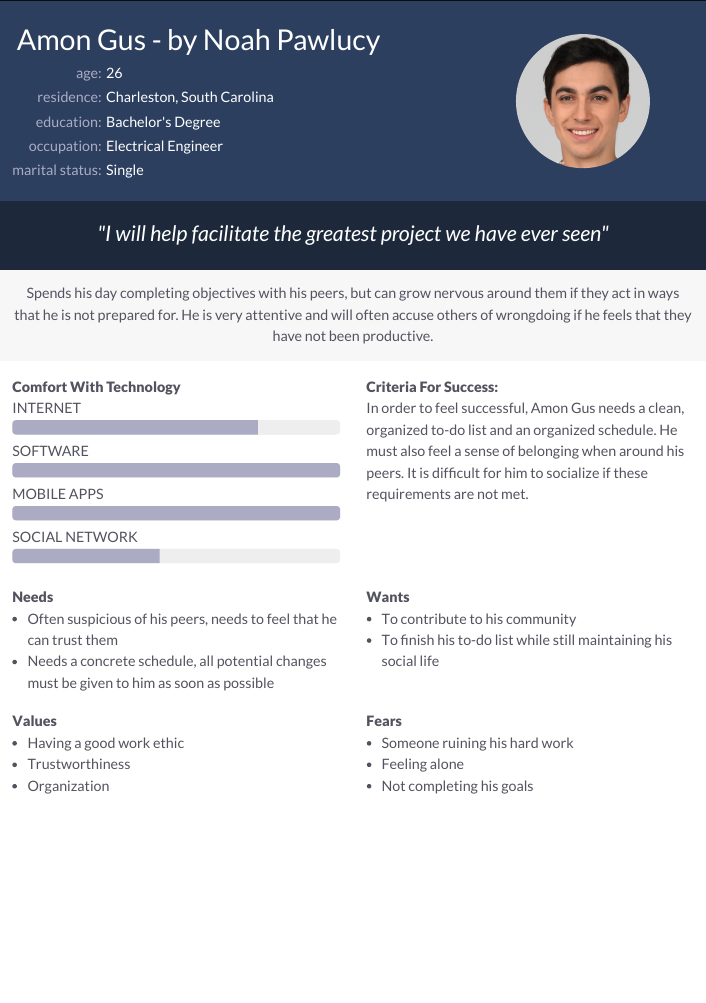 Amon Gus - by Noah Pawlucy
age: 26
residence: Charleston, South Carolina
education: Bachelor's Degree
occupation: Electrical Engineer
marital status: Single
"I will help facilitate the greatest project we have ever seen"
Spends his day completing objectives with his peers, but can grow nervous around them if they act in ways
that he is not prepared for. He is very attentive and will often accuse others of wrongdoing if he feels that they
have not been productive.
Comfort With Technology
INTERNET
SOFTWARE
MOBILE APPS
SOCIAL NETWORK
Criteria For Success:
In order to feel successful, Amon Gus needs a clean,
organized to-do list and an organized schedule. He
must also feel a sense of belonging when around his
peers. It is difficult for him to socialize if these
requirements are not met.
Needs
• Often suspicious of his peers, needs to feel that he
can trust them
• Needs a concrete schedule, all potential changes
must be given to him as soon as possible
Wants
• To contribute to his community
• To finish his to-do list while still maintaining his
social life
Values
• Having a good work ethic
• Trustworthiness
• Organization
Fears
• Someone ruining his hard work
• Feeling alone
• Not completing his goals